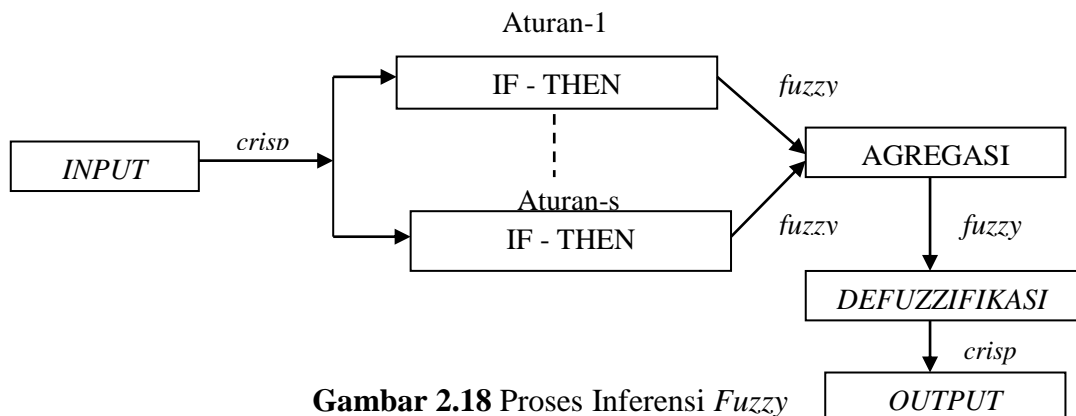 Aturan-1
IF - THEN
fuzzy
crisp
INPUT
AGREGASI
Aturan-s
IF - THEN
fuzzy
fuzzy
DEFUZZIFIKASI
crisp
OUTPUT
Gambar 2.18 Proses Inferensi Fuzzy